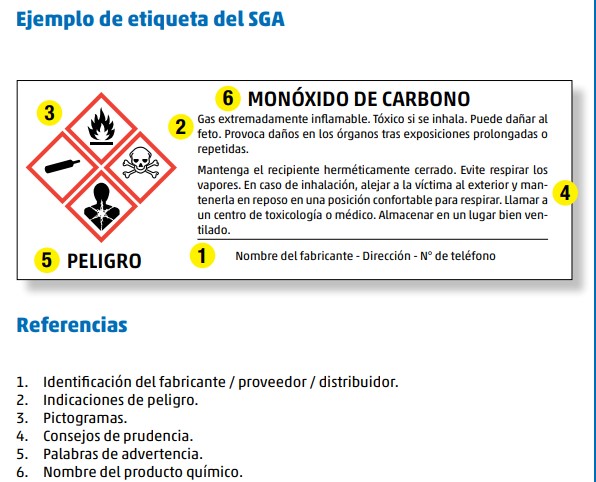 Ejemplo de etiqueta del SGA
3
6 MONÓXIDO DE CARBONO
2 Gas extremadamente inflamable. Tóxico si se inhala. Puede dañar al
feto. Provoca daños en los órganos tras exposiciones prolongadas o
repetidas.
Mantenga el recipiente herméticamente cerrado. Evite respirar los
vapores. En caso de inhalación, alejar a la víctima al exterior y man-
tenerla en reposo en una posición confortable para respirar. Llamar a
un centro de toxicología o médico. Almacenar en un lugar bien ven-
tilado.
4
5 PELIGRO
1 Nombre del fabricante - Dirección - N° de teléfono
Referencias
1. Identificación del fabricante / proveedor / distribuidor.
2. Indicaciones de peligro.
3. Pictogramas.
4. Consejos de prudencia.
5. Palabras de advertencia.
6. Nombre del producto químico.